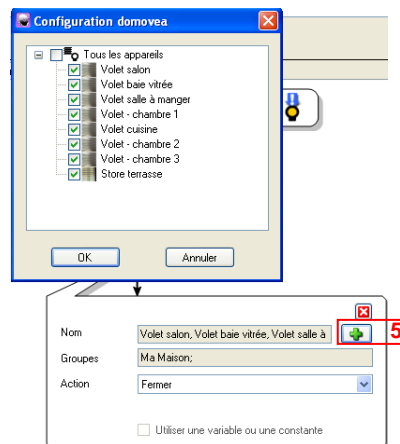 Configuration domovea
Tous les appareils
Volet salon
Volet baie vitrée
Volet salle à manger
Volet - chambre 1
Volet cuisine
Volet - chambre 2
Volet - chambre 3
Store terrasse
OK
Annuler
Nom
Volet salon, Volet baie vitrée, Volet salle à
5
Groupes
Ma Maison;
Action
Fermer
Utiliser une variable ou une constante